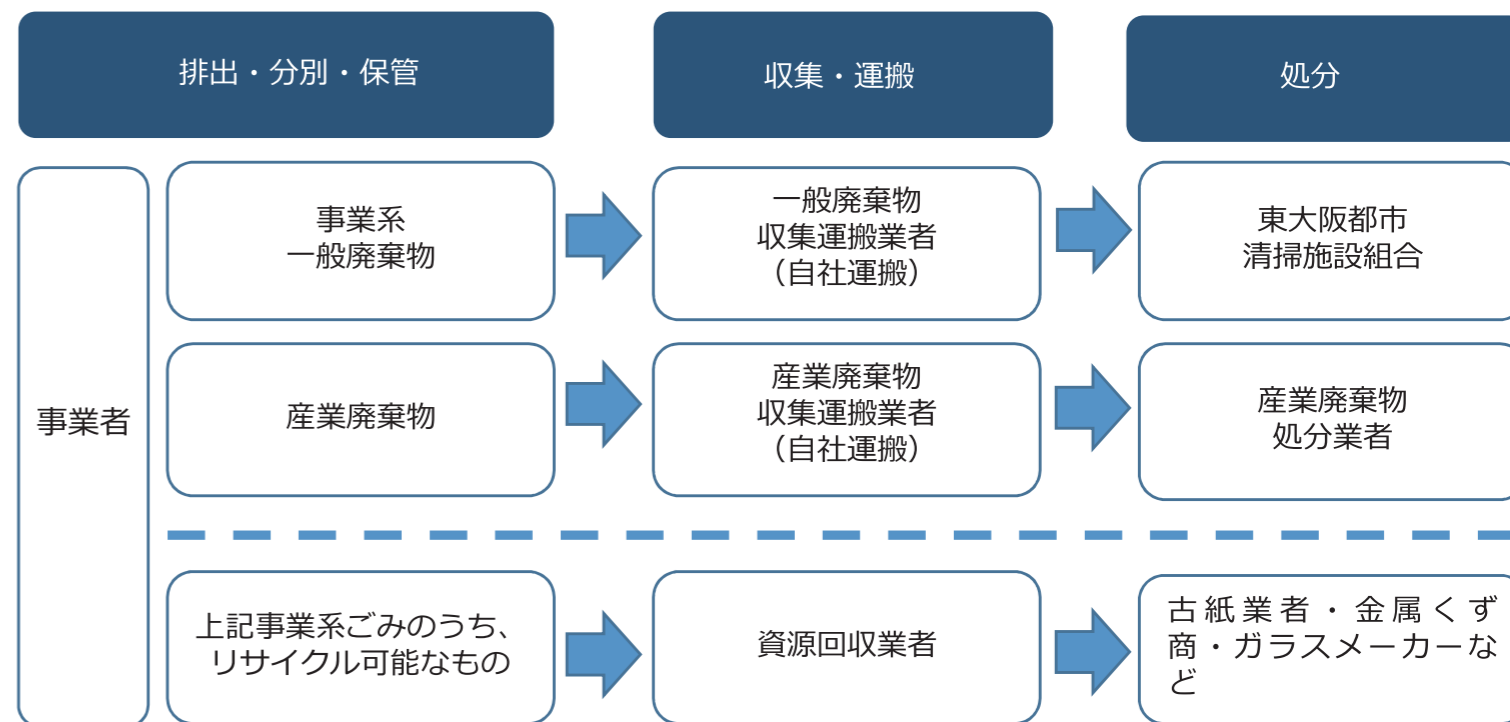 排出・分別・保管
収集・運搬
処分
事業者
事業系
一般廃棄物
一般廃棄物
収集運搬業者
（自社運搬）
東大阪都市
清掃施設組合
産業廃棄物
産業廃棄物
収集運搬業者
（自社運搬）
産業廃棄物
処分業者
上記事業系ごみのうち、
リサイクル可能なもの
資源回収業者
古紙業者・金属くず
商・ガラスメーカーな
ど